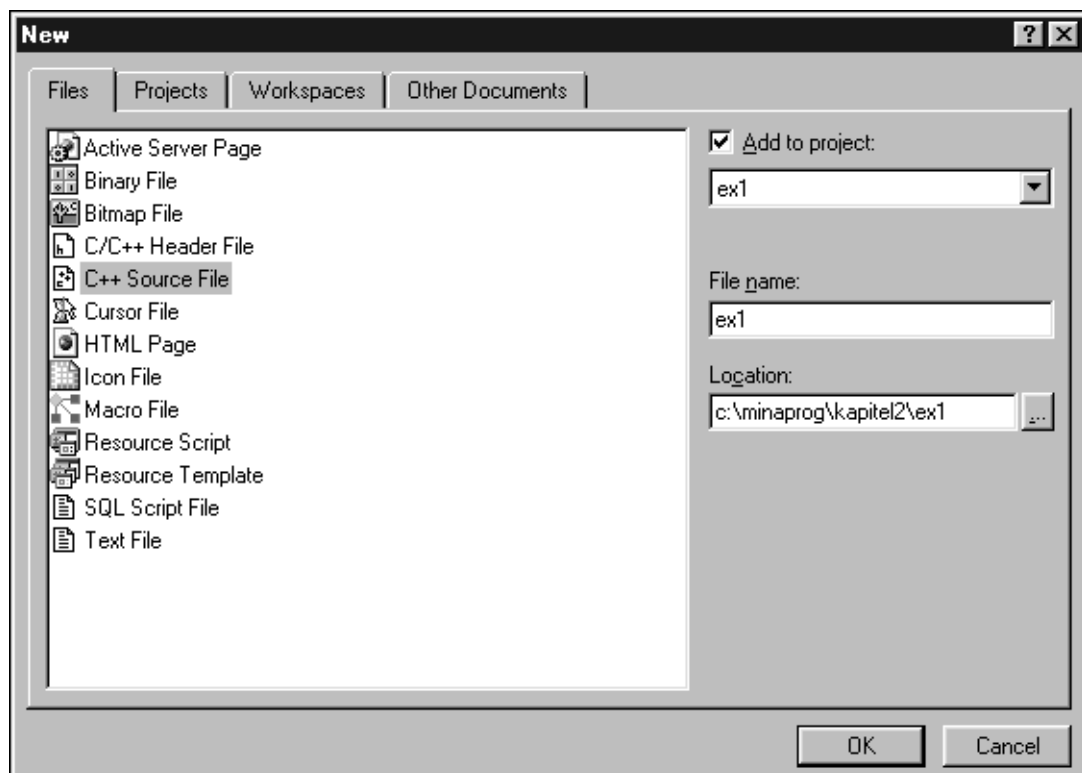 New
Files Projects Workspaces Other Documents
Active Server Page
Binary File
Bitmap File
C/C++ Header File
C++ Source File
Cursor File
HTML Page
Icon File
Macro File
Resource Script
Resource Template
SQL Script File
Text File
Add to project:
ex1
File name:
ex1
Location:
c:\minaprog\kapitel2\ex1
...
OK Cancel